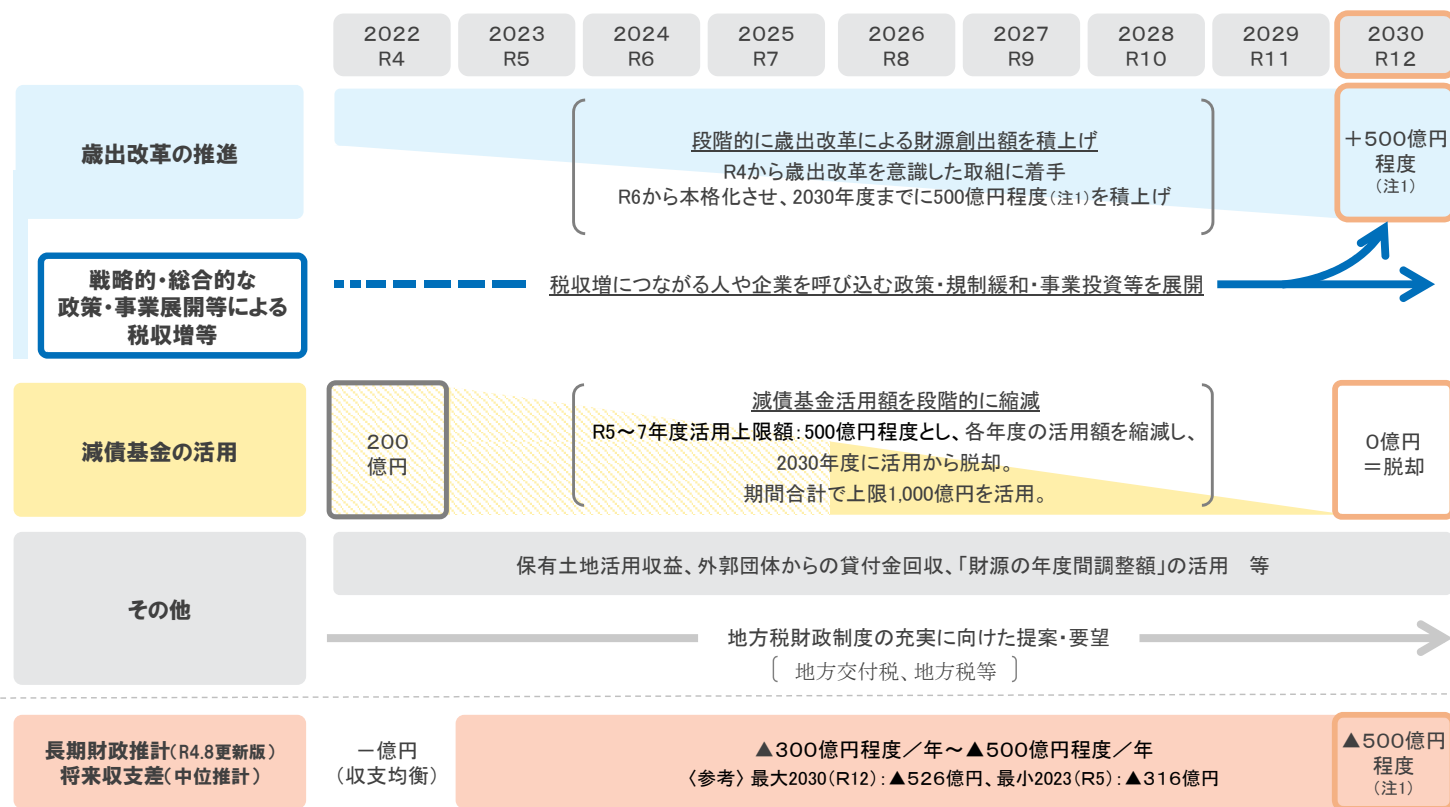 2022 2023 2024 2025 2026 2027 2028 2029 2030
R4 R5 R6 R7 R8 R9 R10 R11 R12
歳出改革の推進
段階的に歳出改革による財源創出額を積上げ
R4から歳出改革を意識した取組に着手
R6から本格化させ、2030年度までに500億円程度(注1)を積上げ
+500億円
程度
(注1)
戦略的・総合的な
政策・事業展開等による
税収増等
税収増につながる人や企業を呼び込む政策・規制緩和・事業投資等を展開
減債基金の活用
200
億円
減債基金活用額を段階的に縮減
R5~7年度活用上限額:500億円程度とし、各年度の活用額を縮減し、
2030年度に活用から脱却。
期間合計で上限1,000億円を活用。
0億円
=脱却
その他
保有土地活用収益、外郭団体からの貸付金回収、「財源の年度間調整額」の活用 等
地方税財政制度の充実に向けた提案・要望
〔 地方交付税、地方税等 〕
長期財政推計(R4.8更新版)
将来収支差(中位推計)
-億円
(収支均衡)
▲300億円程度/年~▲500億円程度/年
〈参考〉 最大2030(R12):▲526億円、最小2023(R5):▲316億円
▲500億円
程度
(注1)